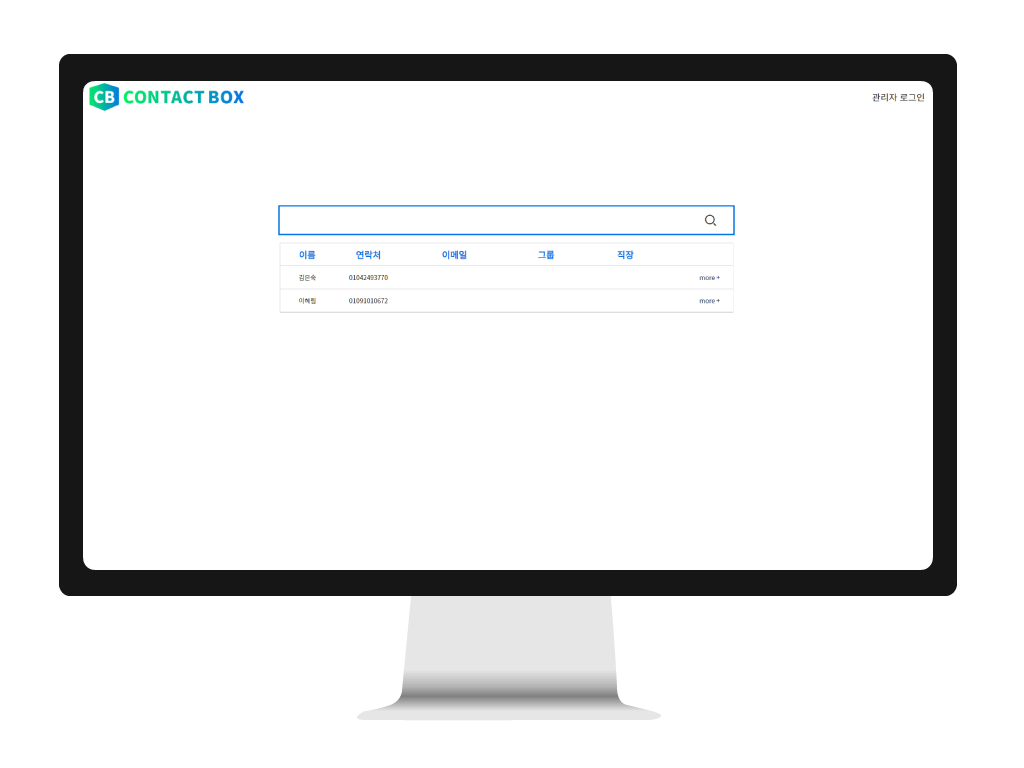 CB CONTACT BOX
관리자 로그인
이름 연락처 이메일 그룹 직장
김은숙 01042493770 more +
이혜림 01091010672 more +